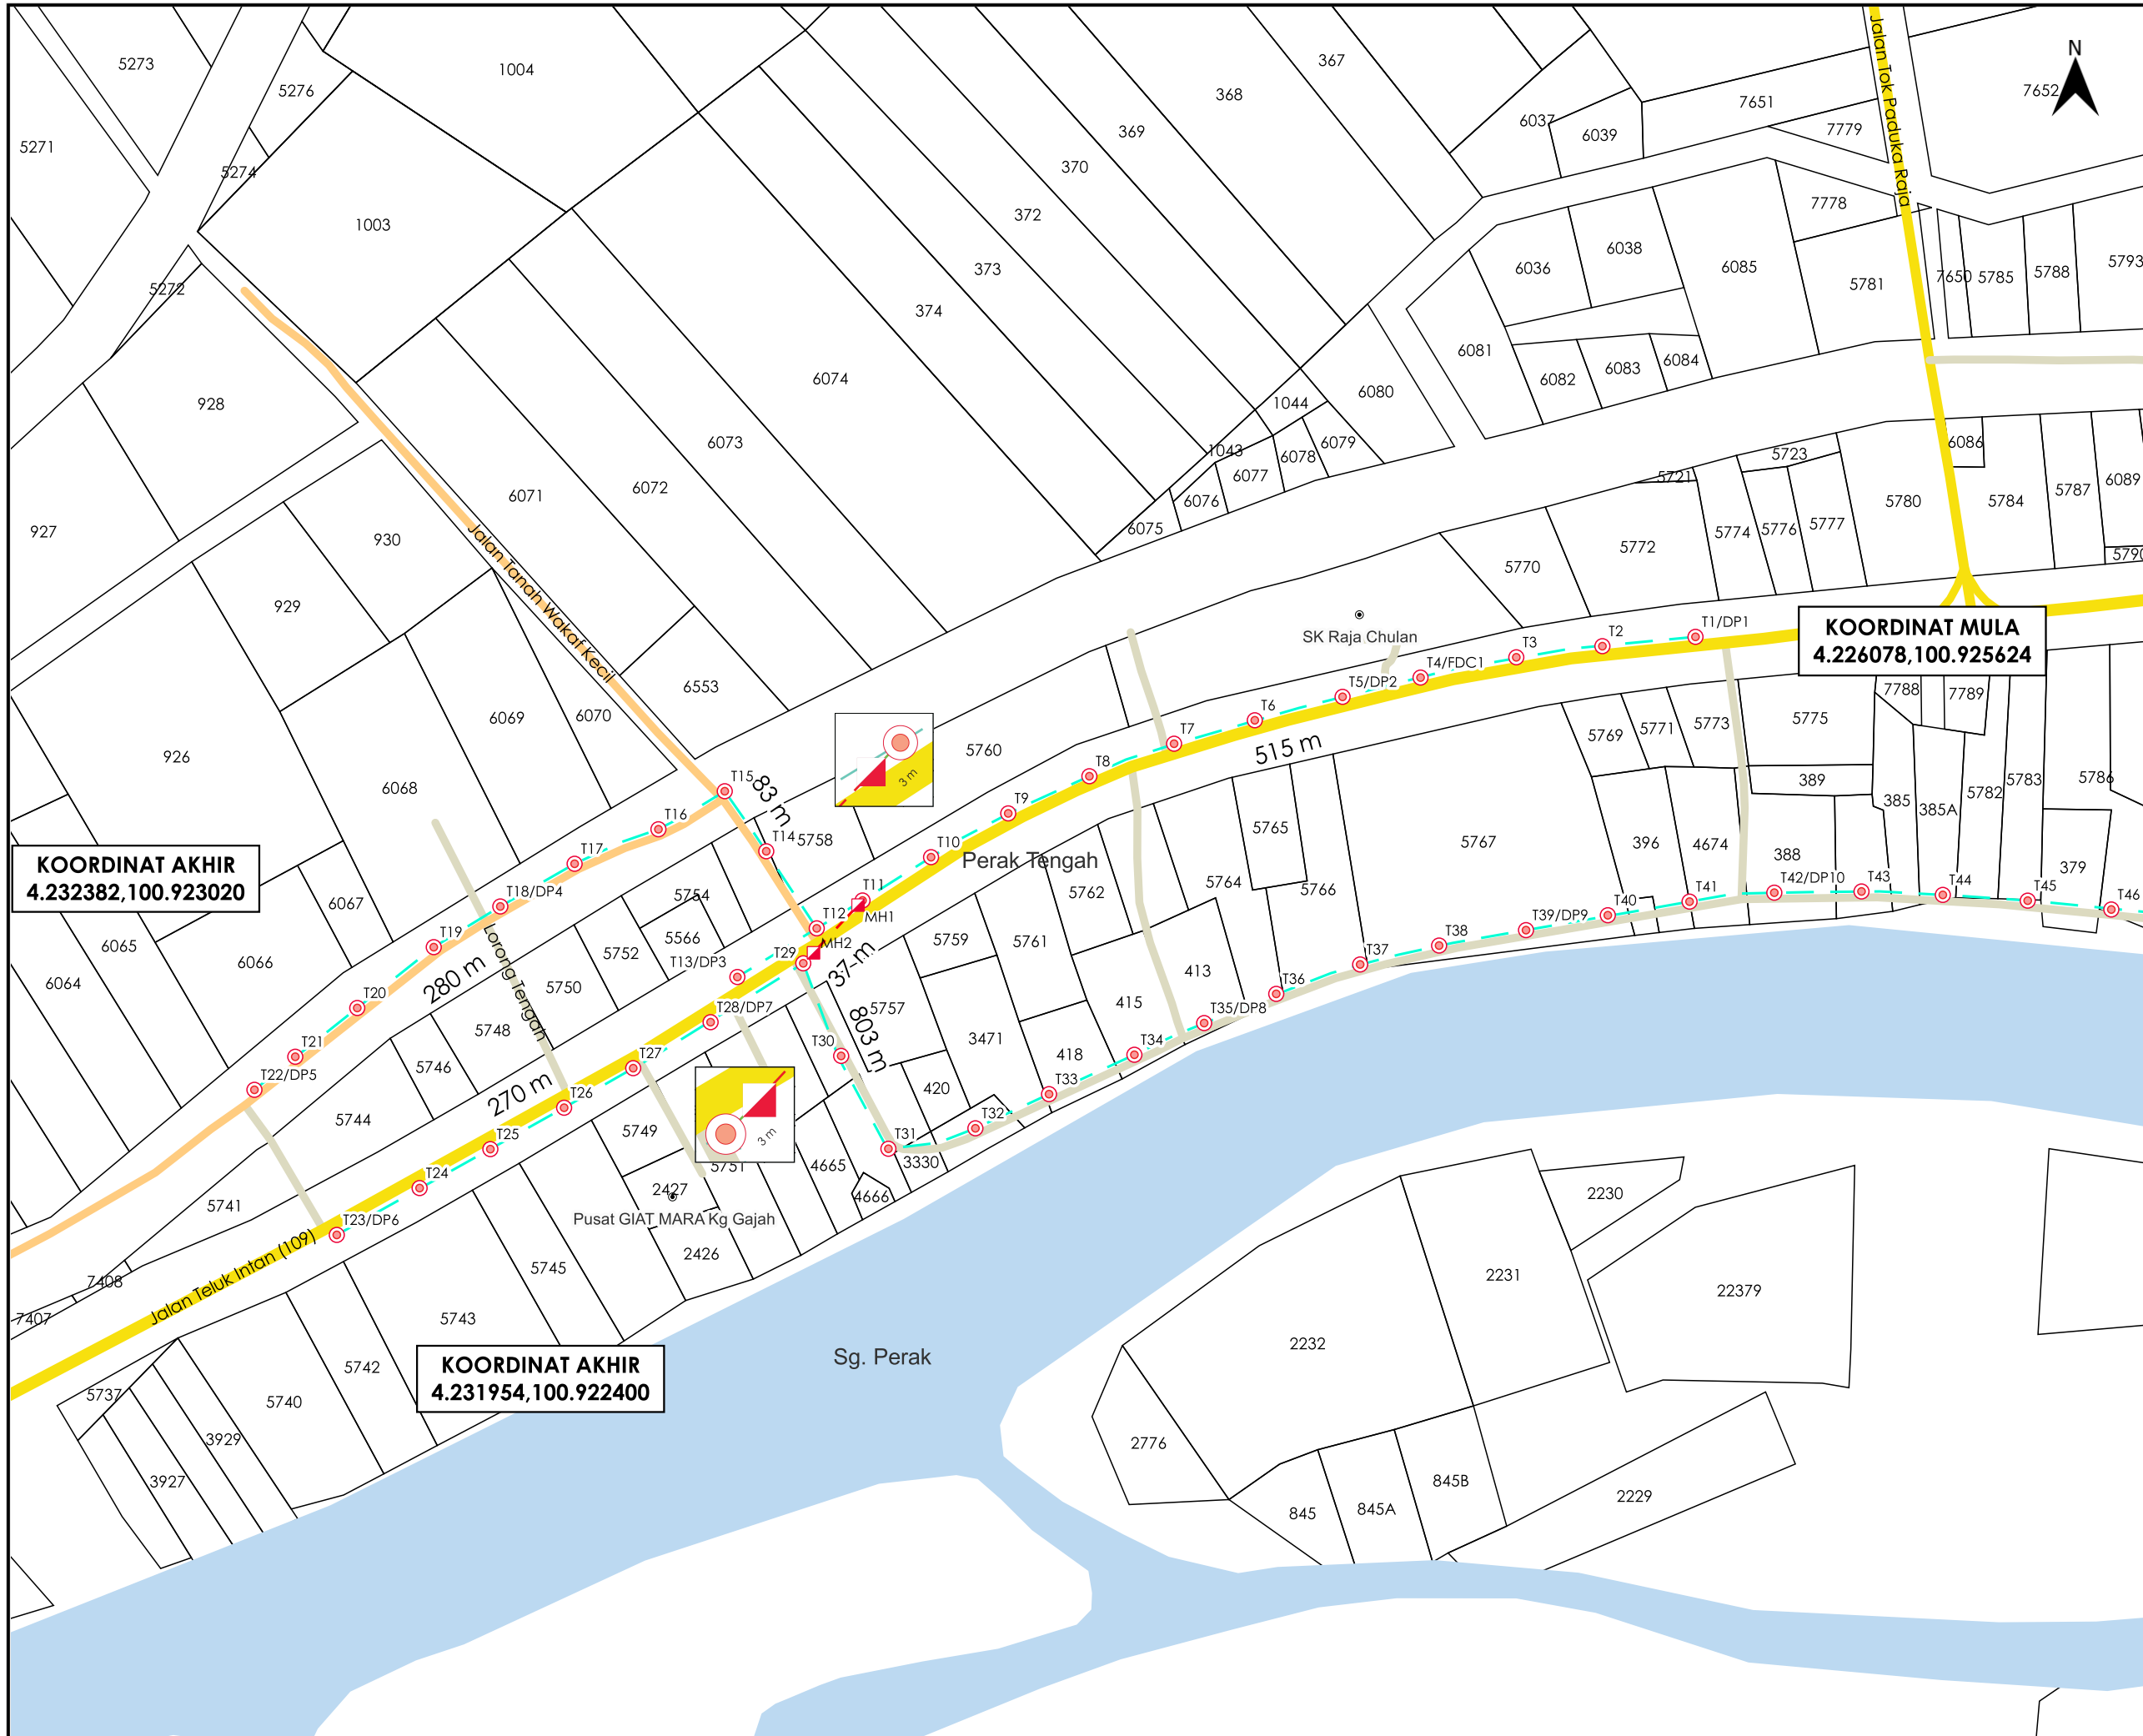 5273
1004
367
368
N
7652
5276
7651
7779
6037
6039
369
5271
5274
370
Jalan Tok Paduka Raja
1003
372
7778
6038
6085
6036
373
5781
7650
5785
5788
5793
5272
374
6081
6084
6083
6082
6074
6080
1044
928
6073
1043
6079
6078
6077
6076
6075
5723
5721
6086
6089
5787
5784
5780
5777
5776
5774
5772
5770
5790
6071
6072
927
930
Jalan Tanah Wakaf Kecil
929
SK Raja Chulan
T1/DP1
T2
T3
T4/FDC1
T5/DP2
T6
T7
T8
KOORDINAT MULA
4.226078,100.925624
6553
6070
6069
7788
7789
5775
5773
5771
5769
515 m
5760
926
6068
3 m
T15
83 m
T16
T14
5758
T9
T10
T11
T12
MH1
MH2
Perak Tengah
389
385
385A
5782
5783
5786
5765
5767
396
4674
388
379
KOORDINAT AKHIR
4.232382,100.923020
T17
T18/DP4
T19
T20
T21
T22/DP5
6067
6065
6066
6064
5754
5566
5752
5750
5748
5746
5744
5741
Lorong Tengah
280 m
270 m
T13/DP3
T29
37 m
T28/DP7
T27
T26
T25
T24
T23/DP6
5762
5764
5766
5759
5761
413
415
5757
3471
418
420
803 m
T30
T31
T32
T33
T34
T35/DP8
T36
T37
T38
T39/DP9
T40
T41
T42/DP10
T43
T44
T45
T46
3330
3 m
5749
5751
4665
4666
2427
Pusat GIAT MARA Kg Gajah
2426
2230
7408
7407
Jalan Teluk Intan (109)
5745
5743
5742
5740
5737
3929
3927
KOORDINAT AKHIR
4.231954,100.922400
Sg. Perak
2231
22379
2232
2776
845B
845A
845
2229